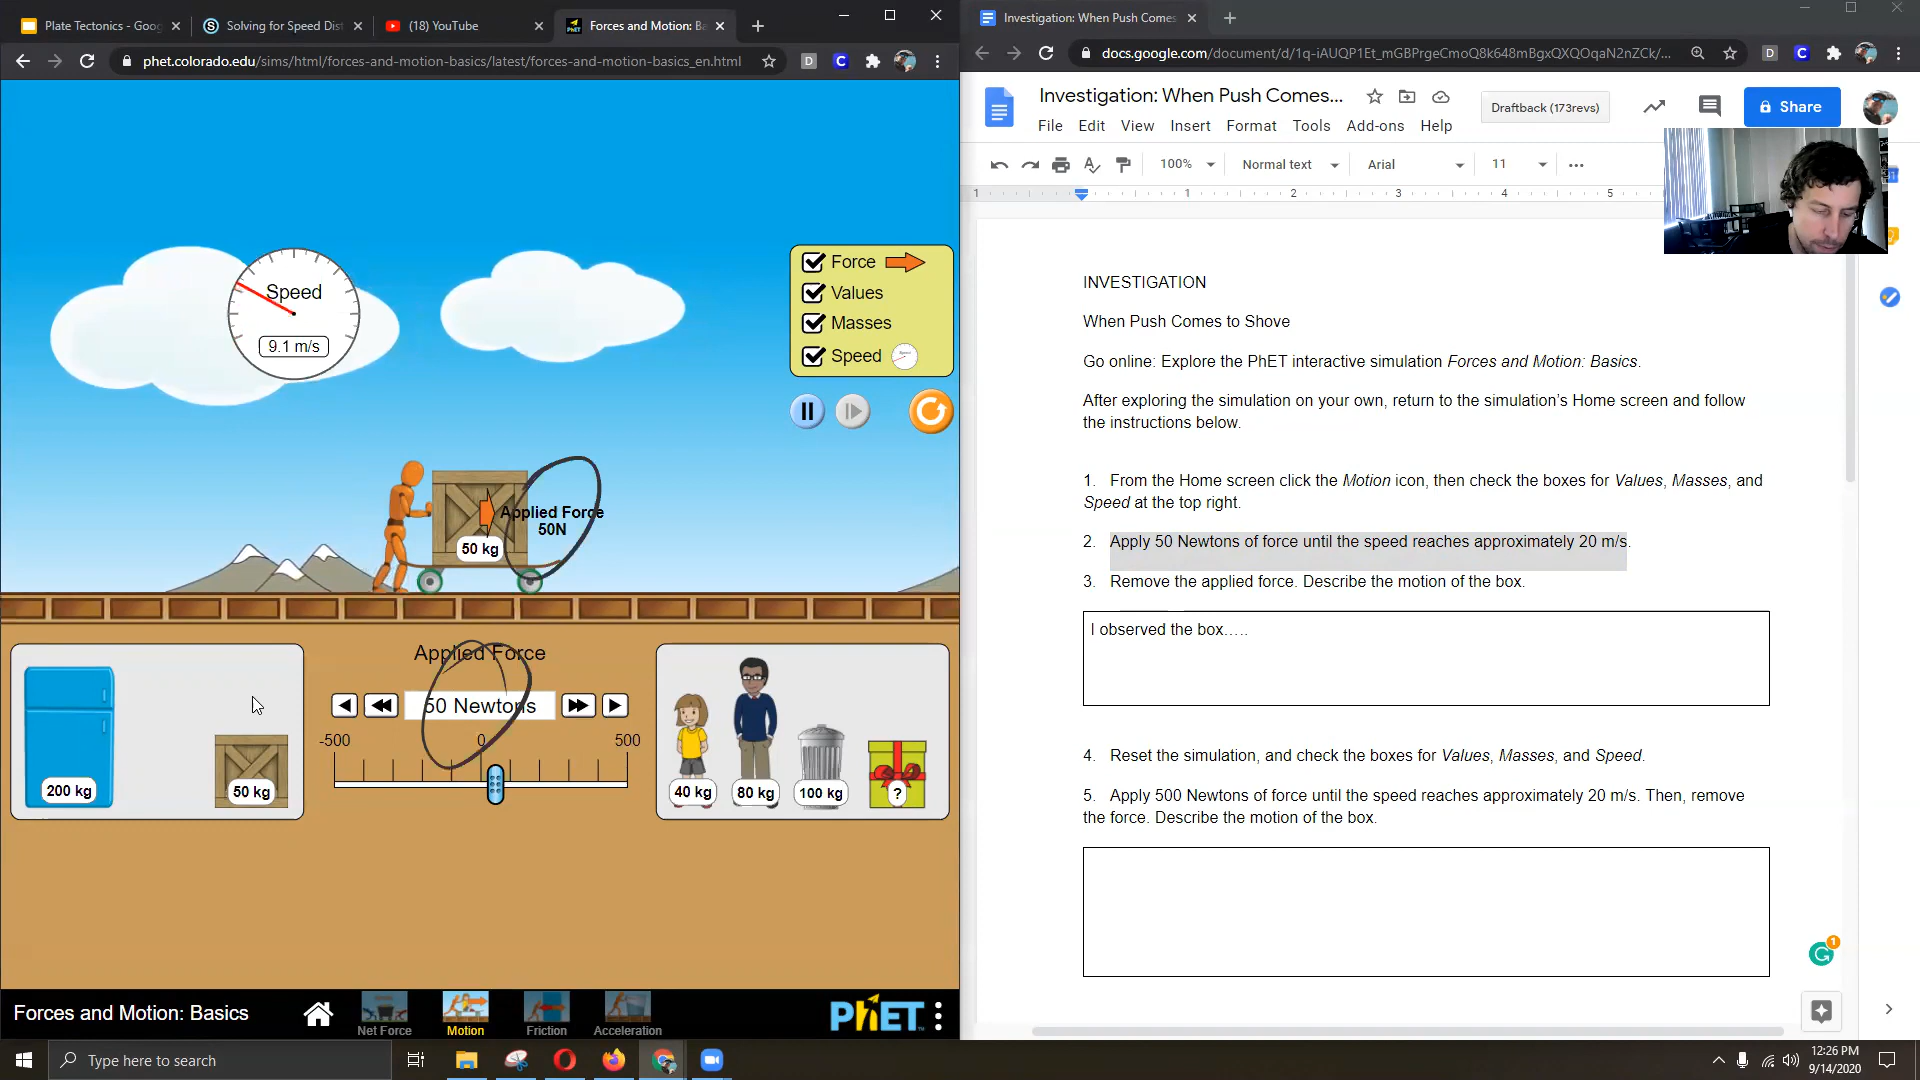 Plate Tectonics - Goog
Solving for Speed Dist
(18) YouTube
Forces and Motion: Ba
phet.colorado.edu/sims/html/forces-and-motion-basics/latest/forces-and-motion-basics_en.html
Speed
9.1 m/s
Force
Values
Masses
Speed
Applied Force
50N
50 kg
Applied Force
50 Newtons
-500
0
500
200 kg
50 kg
40 kg
80 kg
100 kg
?
Forces and Motion: Basics
Net Force
Motion
Friction
Acceleration
PhET
Investigation: When Push Comes
docs.google.com/document/d/1q-iAUQP1Et_mGBPrgeCmoQ8k648mBgxQXQOqaN2nZCk/...
Investigation: When Push Comes...
Draftback (173revs)
Share
File Edit View Insert Format Tools Add-ons Help
100% Normal text Arial 11
1 1 2 3 4 5
INVESTIGATION
When Push Comes to Shove
Go online: Explore the PhET interactive simulation Forces and Motion: Basics.
After exploring the simulation on your own, return to the simulation's Home screen and follow
the instructions below.
1. From the Home screen click the Motion icon, then check the boxes for Values, Masses, and
Speed at the top right.
2. Apply 50 Newtons of force until the speed reaches approximately 20 m/s.
3. Remove the applied force. Describe the motion of the box.
I observed the box…..
4. Reset the simulation, and check the boxes for Values, Masses, and Speed.
5. Apply 500 Newtons of force until the speed reaches approximately 20 m/s. Then, remove
the force. Describe the motion of the box.
1
Type here to search
12:26 PM
9/14/2020